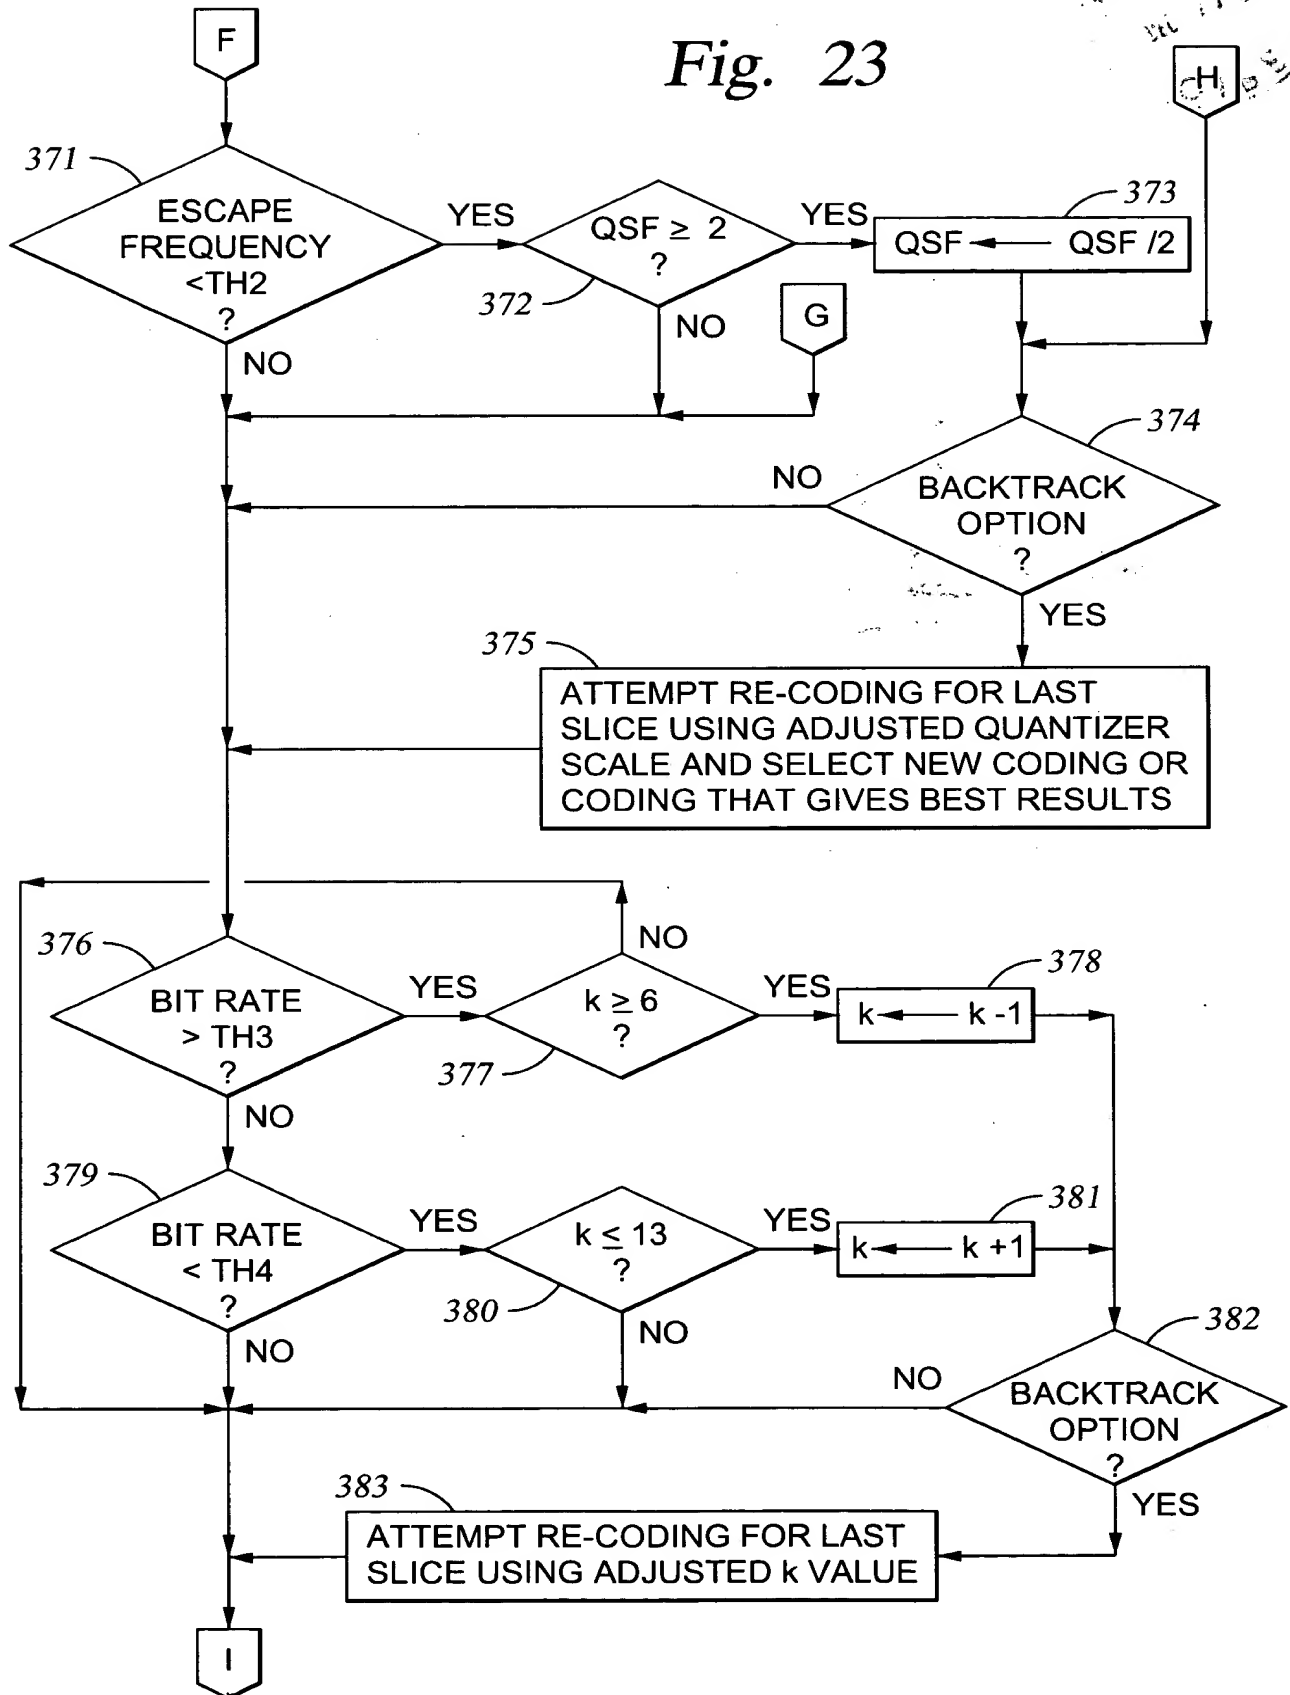 F
Fig. 23
H
371
ESCAPE
FREQUENCY
<TH2
?
YES
NO
QSF ≥ 2
?
372
YES
NO
373
QSF ← QSF /2
G
374
BACKTRACK
OPTION
?
NO
YES
375
ATTEMPT RE-CODING FOR LAST
SLICE USING ADJUSTED QUANTIZER
SCALE AND SELECT NEW CODING OR
CODING THAT GIVES BEST RESULTS
376
BIT RATE
> TH3
?
YES
NO
k ≥ 6
?
377
NO
YES
378
k ← k -1
379
BIT RATE
< TH4
?
YES
NO
k ≤ 13
?
380
YES
NO
381
k ← k +1
382
BACKTRACK
OPTION
?
NO
YES
383
ATTEMPT RE-CODING FOR LAST
SLICE USING ADJUSTED k VALUE
I